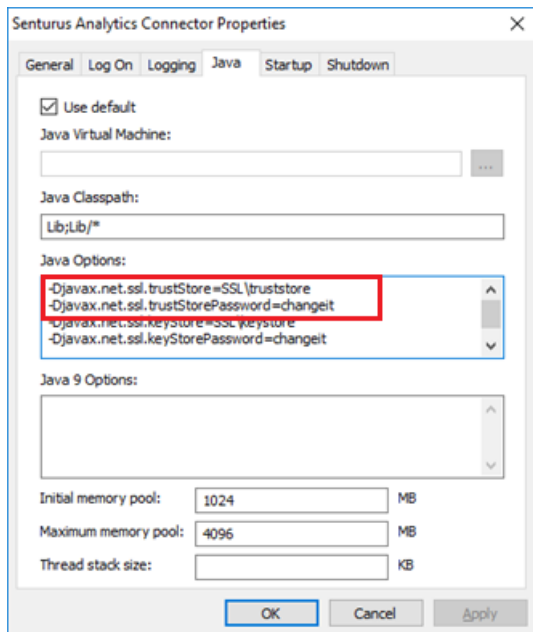 Senturus Analytics Connector Properties
General Log On Logging Java Startup Shutdown
Use default
Java Virtual Machine:
...
Java Classpath:
Lib;Lib/*
Java Options:
-Djavax.net.ssl.trustStore=SSL\truststore
-Djavax.net.ssl.trustStorePassword=changeit
-Djavax.net.ssl.keyStore=SSL\keystore
-Djavax.net.ssl.keyStorePassword=changeit
Java 9 Options:
Initial memory pool: 1024 MB
Maximum memory pool: 4096 MB
Thread stack size: KB
OK Cancel Apply